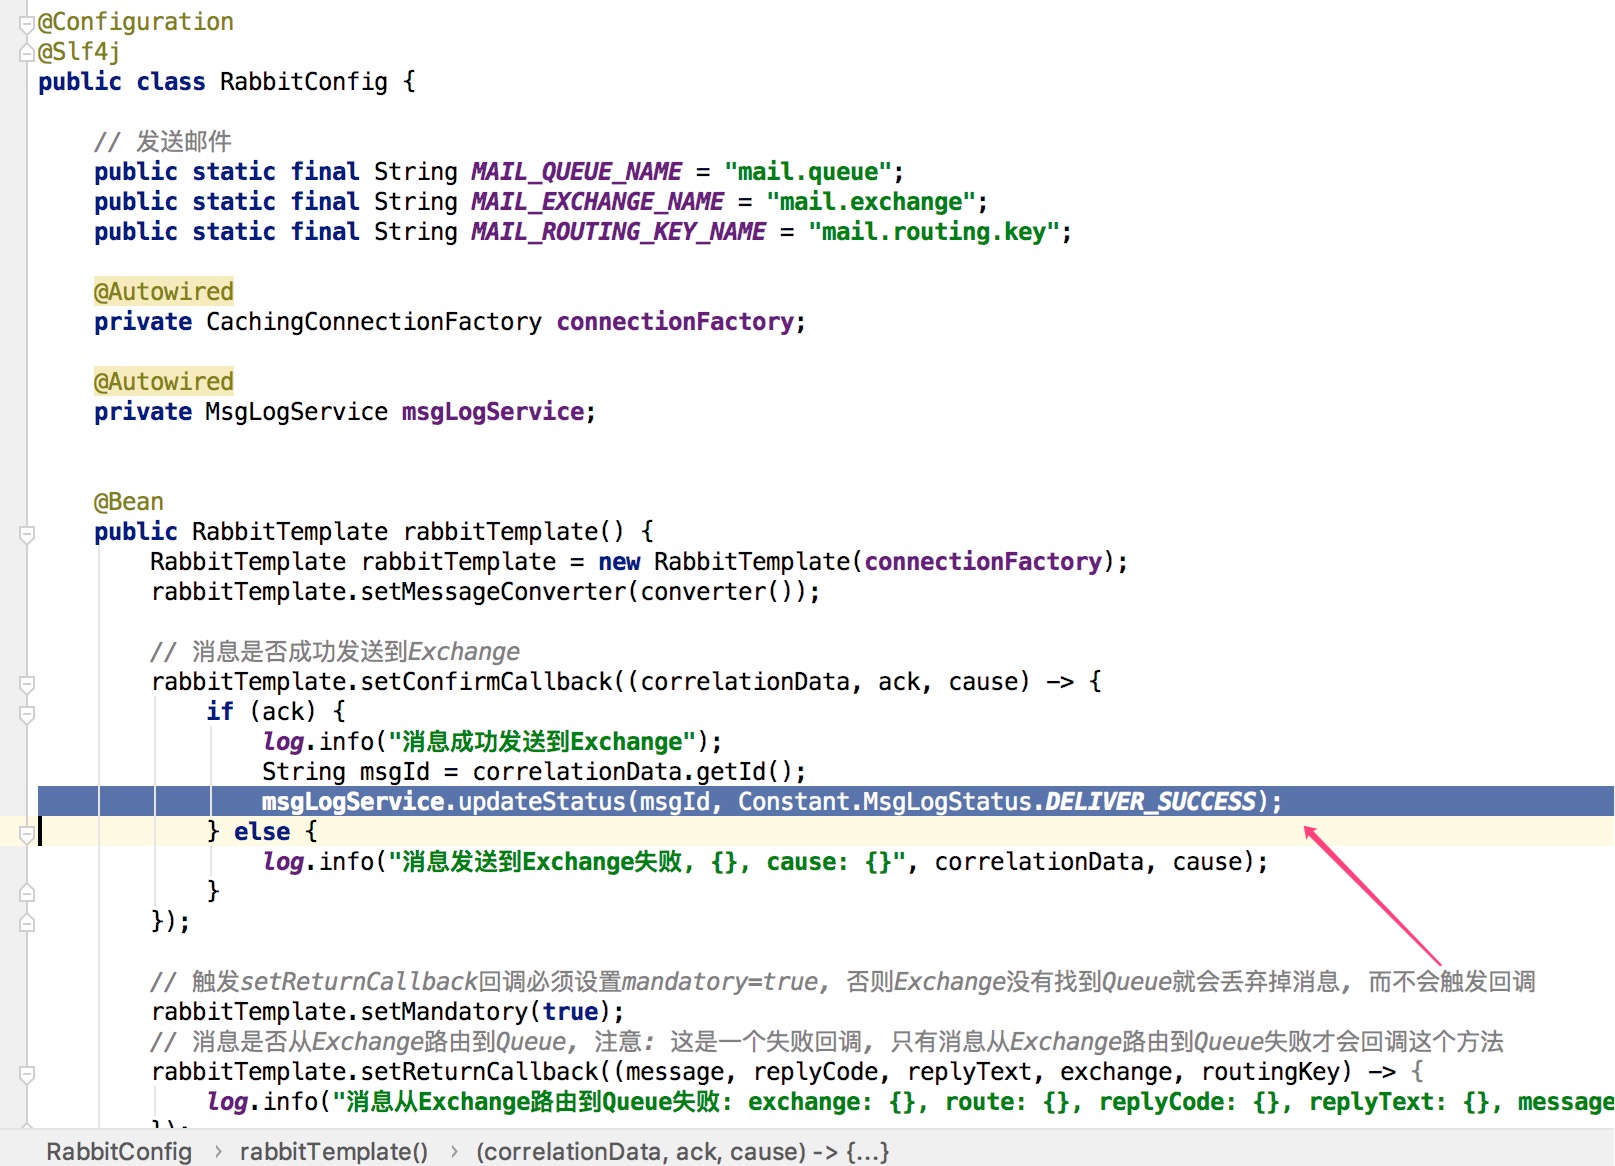 @Configuration
@Slf4j
public class RabbitConfig {
// 发送邮件
public static final String MAIL_QUEUE_NAME = "mail.queue";
public static final String MAIL_EXCHANGE_NAME = "mail.exchange";
public static final String MAIL_ROUTING_KEY_NAME = "mail.routing.key";
@Autowired
private CachingConnectionFactory connectionFactory;
@Autowired
private MsgLogService msgLogService;
@Bean
public RabbitTemplate rabbitTemplate() {
RabbitTemplate rabbitTemplate = new RabbitTemplate(connectionFactory);
rabbitTemplate.setMessageConverter(converter());
// 消息是否成功发送到Exchange
rabbitTemplate.setConfirmCallback((correlationData, ack, cause) -> {
if (ack) {
log.info("消息成功发送到Exchange");
String msgId = correlationData.getId();
msgLogService.updateStatus(msgId, Constant.MsgLogStatus.DELIVER_SUCCESS);
} else {
log.info("消息发送到Exchange失败, {}, cause: {}", correlationData, cause);
}
});
// 触发setReturnCallback回调必须设置mandatory=true, 否则Exchange没有找到Queue就会丢弃掉消息, 而不会触发回调
rabbitTemplate.setMandatory(true);
// 消息是否从Exchange路由到Queue, 注意: 这是一个失败回调, 只有消息从Exchange路由到Queue失败才会回调这个方法
rabbitTemplate.setReturnCallback((message, replyCode, replyText, exchange, routingKey) -> {
log.info("消息从Exchange路由到Queue失败: exchange: {}, route: {}, replyCode: {}, replyText: {}, message
});
RabbitConfig › rabbitTemplate() › (correlationData, ack, cause) -> {...}